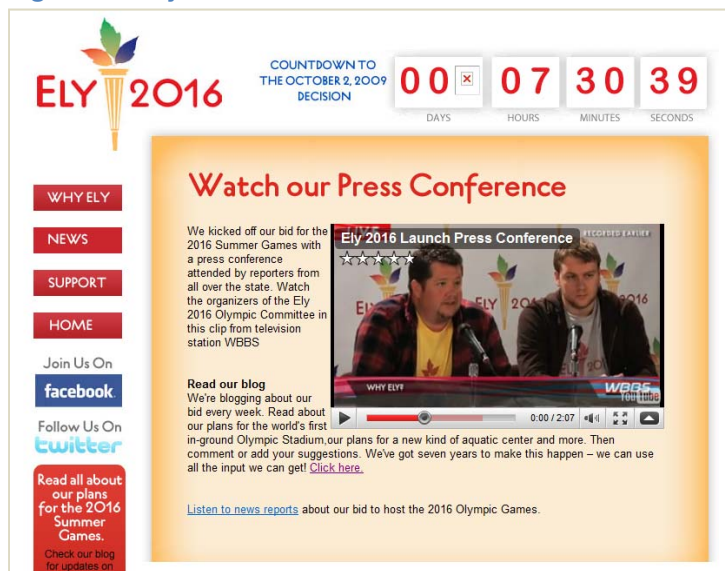 ELY 2016
COUNTDOWN TO
THE OCTOBER 2, 2009
DECISION
00 07 30 39
DAYS HOURS MINUTES SECONDS
WHY ELY
NEWS
SUPPORT
HOME
Join Us On
facebook
Follow Us On
twitter
Read all about
our plans
for the 2016
Summer
Games.
Check our blog
for updates on
Watch our Press Conference
We kicked off our bid for the
2016 Summer Games with
a press conference
attended by reporters from
all over the state. Watch
the organizers of the Ely
2016 Olympic Committee in
this clip from television
station WBBS
Ely 2016 Launch Press Conference
RECORDED EARLIER
ELY 2016
WHY ELY?
WBBS
YouTube
0:00 / 2:07
Read our blog
We're blogging about our
bid every week. Read about
our plans for the world's first
in-ground Olympic Stadium,our plans for a new kind of aquatic center and more. Then
comment or add your suggestions. We've got seven years to make this happen – we can use
all the input we can get! Click here.
Listen to news reports about our bid to host the 2016 Olympic Games.